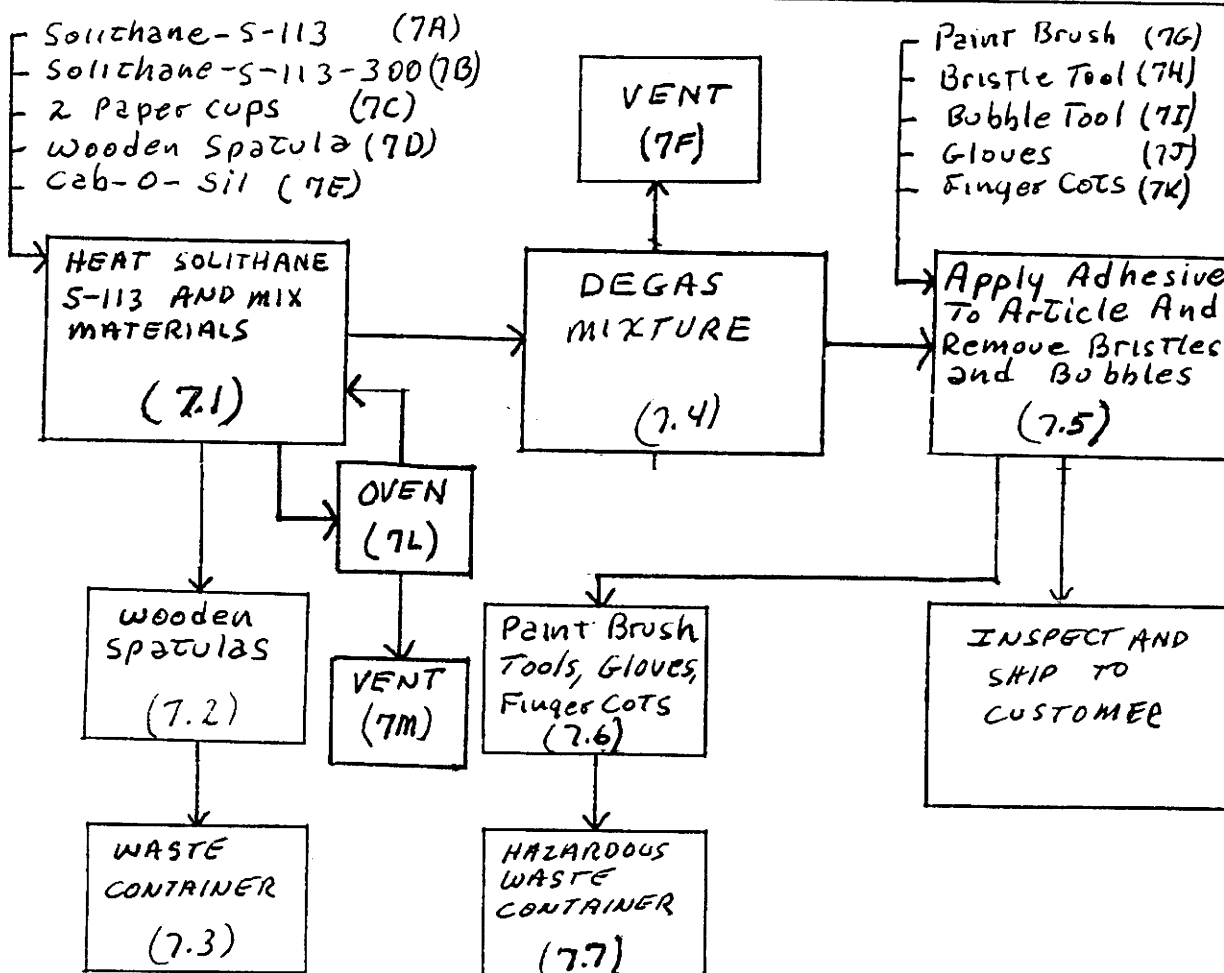 Solithane-S-113 (7A)
Solithane-S-113-300 (7B)
2 Paper cups (7C)
Wooden Spatula (7D)
Cab-O-Sil (7E)
HEAT SOLITHANE
S-113 AND MIX
MATERIALS
(7.1)
VENT
(7F)
DEGAS
MIXTURE
(7.4)
Paint Brush (7G)
Bristle Tool (7H)
Bubble Tool (7I)
Gloves (7J)
Finger Cots (7K)
Apply Adhesive
To Article And
Remove Bristles
and Bubbles
(7.5)
OVEN
(7L)
VENT
(7M)
Wooden
Spatulas
(7.2)
WASTE
CONTAINER
(7.3)
Paint Brush
Tools, Gloves,
Finger Cots
(7.6)
HAZARDOUS
WASTE
CONTAINER
(7.7)
INSPECT AND
SHIP TO
CUSTOMER